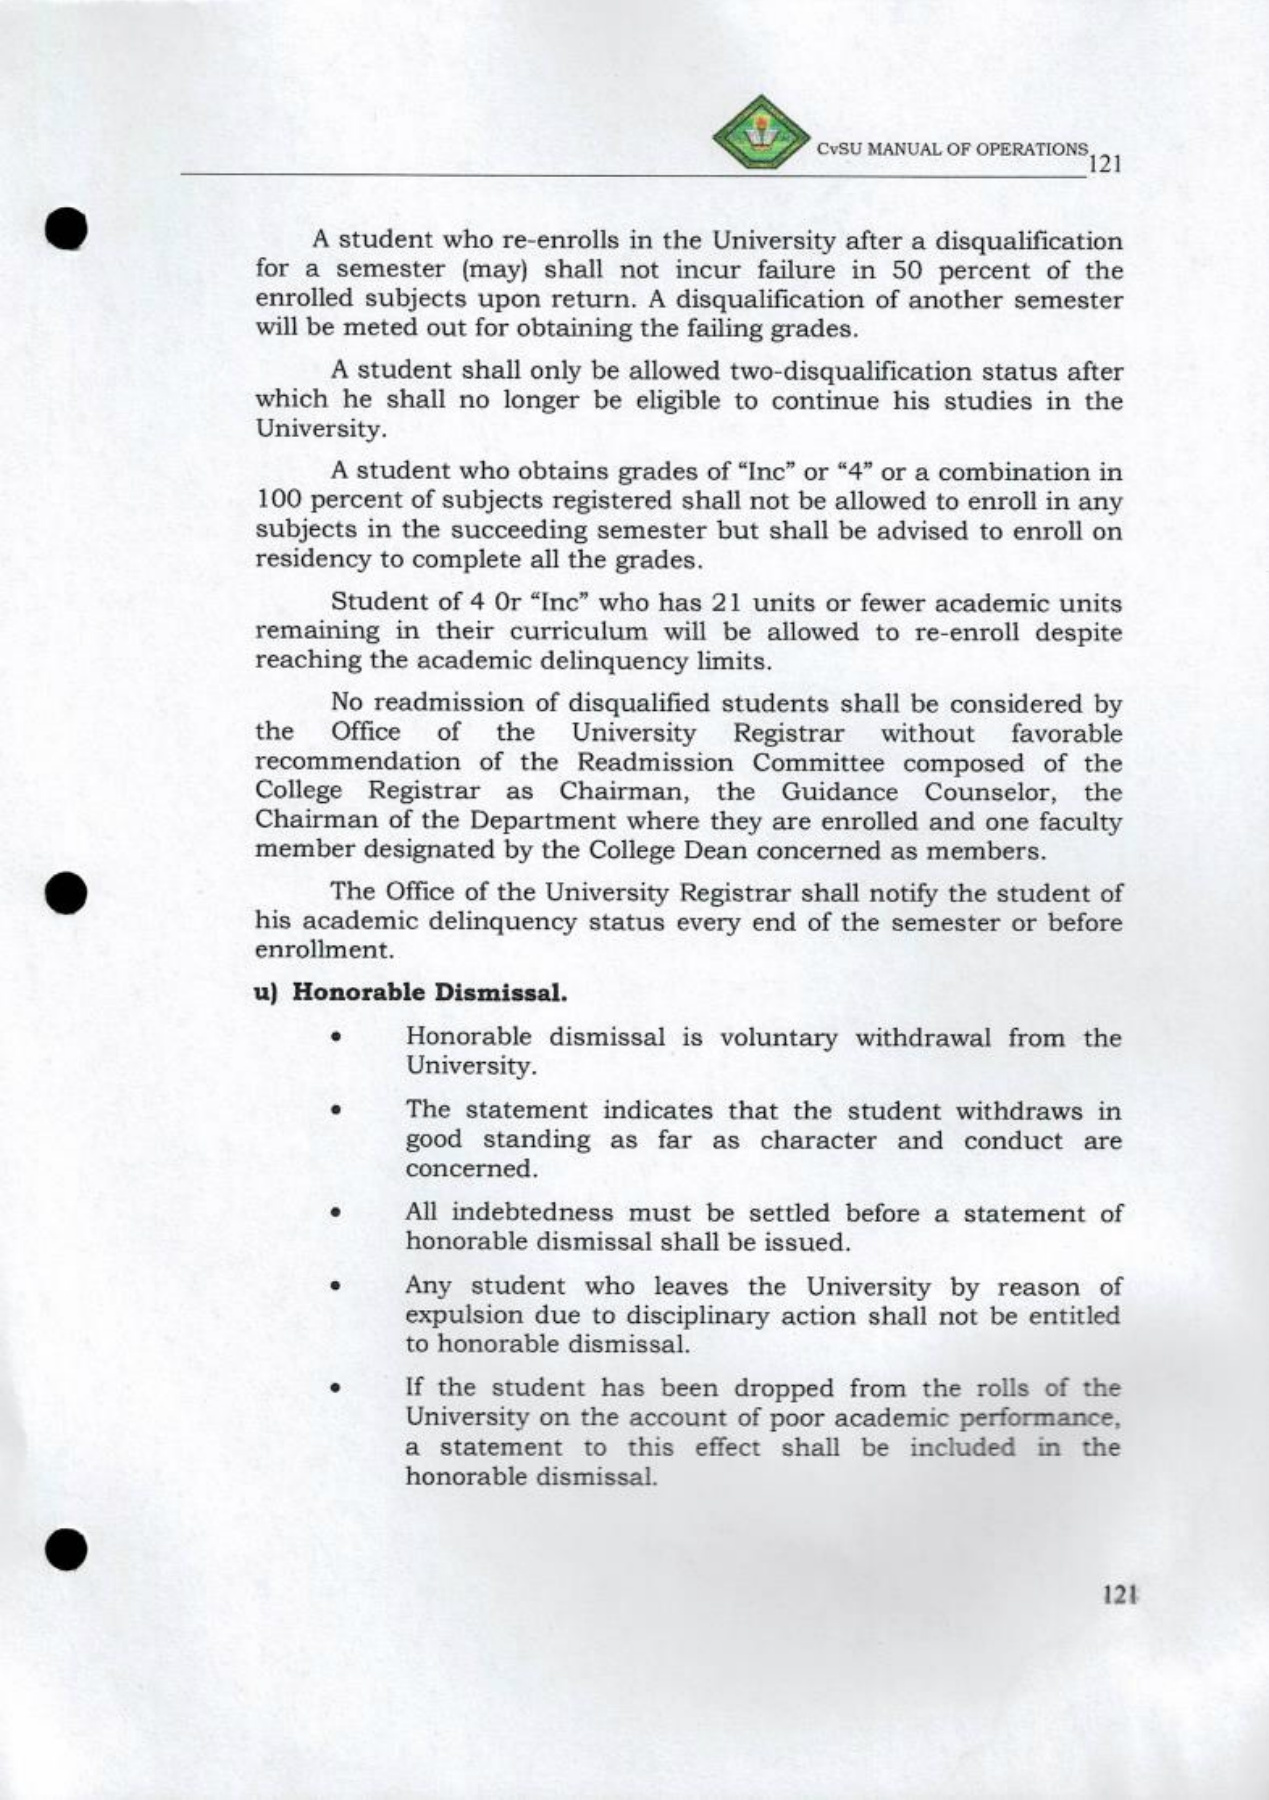 CvSU MANUAL OF OPERATIONS
121
A student who re-enrolls in the University after a disqualification
for a semester (may) shall not incur failure in 50 percent of the
enrolled subjects upon return. A disqualification of another semester
will be meted out for obtaining the failing grades.
A student shall only be allowed two-disqualification status after
which he shall no longer be eligible to continue his studies in the
University.
A student who obtains grades of “Inc” or “4” or a combination in
100 percent of subjects registered shall not be allowed to enroll in any
subjects in the succeeding semester but shall be advised to enroll on
residency to complete all the grades.
Student of 4 0r “Inc” who has 21 units or fewer academic units
remaining in their curriculum will be allowed to re-enroll despite
reaching the academic delinquency limits.
No readmission of disqualified students shall be considered by
the Office of the University Registrar without favorable
recommendation of the Readmission Committee composed of the
College Registrar as Chairman, the Guidance Counselor, the
Chairman of the Department where they are enrolled and one faculty
member designated by the College Dean concerned as members.
The Office of the University Registrar shall notify the student of
his academic delinquency status every end of the semester or before
enrollment.
u) Honorable Dismissal.
• Honorable dismissal is voluntary withdrawal from the
University.
• The statement indicates that the student withdraws in
good standing as far as character and conduct are
concerned.
• All indebtedness must be settled before a statement of
honorable dismissal shall be issued.
• Any student who leaves the University by reason of
expulsion due to disciplinary action shall not be entitled
to honorable dismissal.
• If the student has been dropped from the rolls of the
University on the account of poor academic performance,
a statement to this effect shall be included in the
honorable dismissal.
121